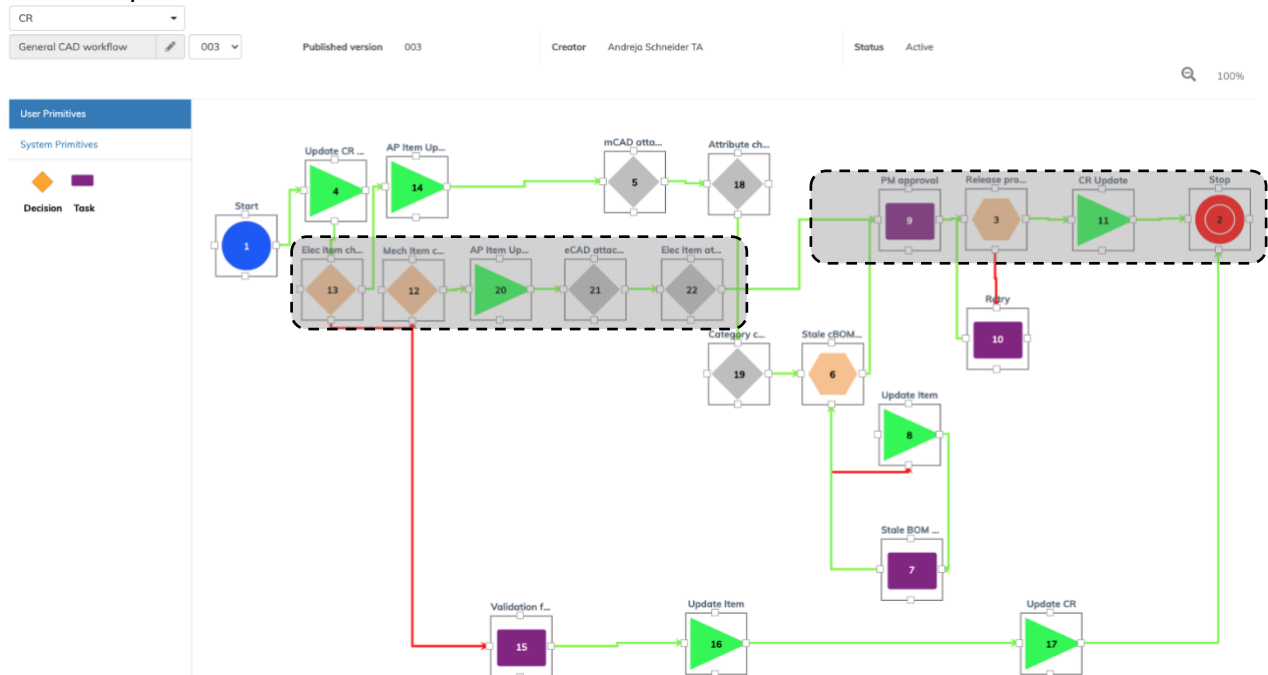 CR
General CAD workflow
003
Published version 003
Creator Andreja Schneider TA
Status Active
100%
User Primitives
System Primitives
Decision Task
Start
1
Update CR ...
4
AP Item Up...
14
mCAD atta...
5
Attribute ch...
18
PM approval
9
Release pro...
3
CR Update
11
Stop
2
Elec Item ch...
13
Mech Item c...
12
AP Item Up...
20
eCAD attac...
21
Elec Item at...
22
Retry
10
Category c...
19
Stale cBOM...
6
Update Item
8
Stale BOM ...
7
Validation f...
15
Update Item
16
Update CR
17